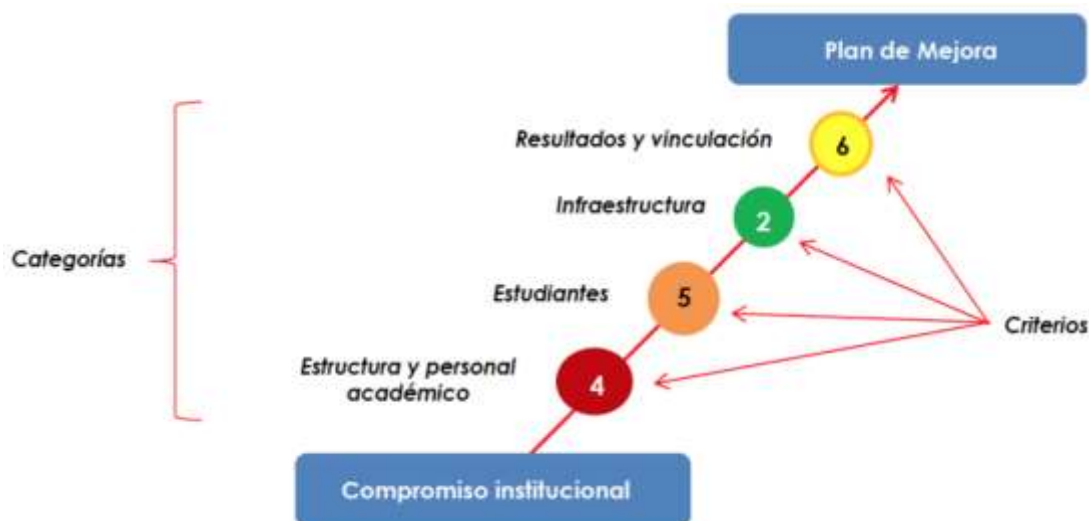 Plan de Mejora
Resultados y vinculación
6
Infraestructura
2
Categorías
Estudiantes
5
Criterios
Estructura y personal
académico
4
Compromiso institucional